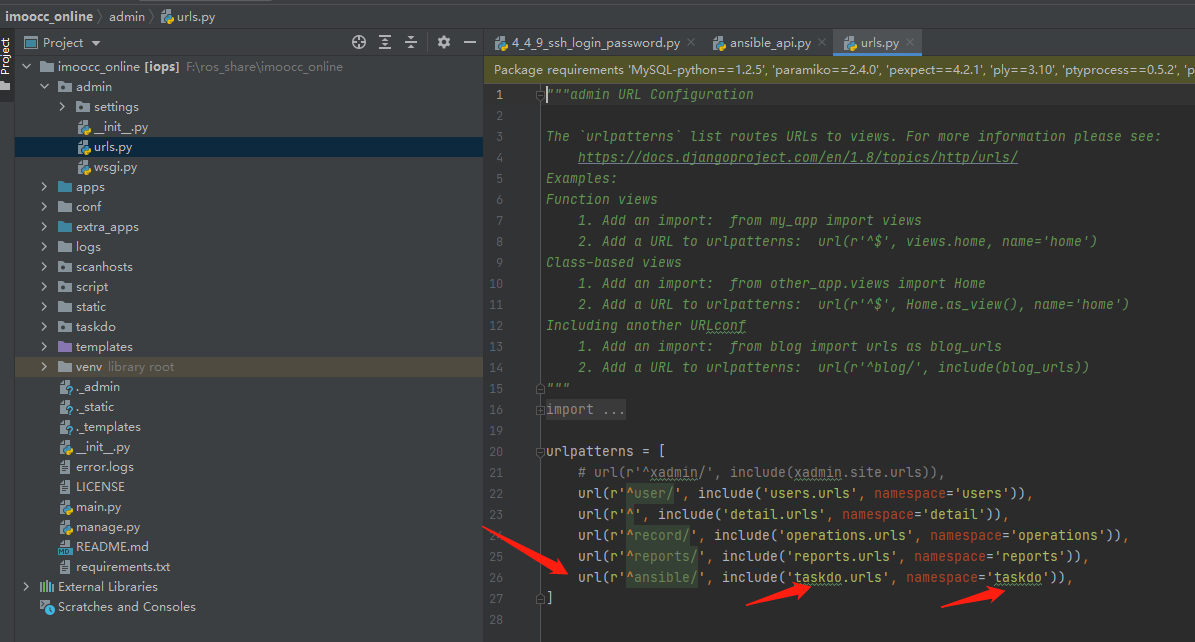 imoocc_online admin urls.py
Project
Project
4_4_9_ssh_login_password.py ansible_api.py urls.py
imoocc_online [iops] F:\ros_share\imoocc_online
admin
settings
__init__.py
urls.py
wsgi.py
apps
conf
extra_apps
logs
scanhosts
script
static
taskdo
templates
venv library root
._admin
._static
._templates
__init__.py
error.logs
LICENSE
main.py
manage.py
README.md
requirements.txt
External Libraries
Scratches and Consoles
Package requirements 'MySQL-python==1.2.5', 'paramiko==2.4.0', 'pexpect==4.2.1', 'ply==3.10', 'ptyprocess==0.5.2', 'p
1 """admin URL Configuration
2
3 The `urlpatterns` list routes URLs to views. For more information please see:
4 https://docs.djangoproject.com/en/1.8/topics/http/urls/
5 Examples:
6 Function views
7 1. Add an import:  from my_app import views
8 2. Add a URL to urlpatterns:  url(r'^$', views.home, name='home')
9 Class-based views
10 1. Add an import:  from other_app.views import Home
11 2. Add a URL to urlpatterns:  url(r'^$', Home.as_view(), name='home')
12 Including another URLconf
13 1. Add an import:  from blog import urls as blog_urls
14 2. Add a URL to urlpatterns:  url(r'^blog/', include(blog_urls))
15 """
16 import ...
19
20 urlpatterns = [
21 # url(r'^xadmin/', include(xadmin.site.urls)),
22 url(r'^user/', include('users.urls', namespace='users')),
23 url(r'^', include('detail.urls', namespace='detail')),
24 url(r'^record/', include('operations.urls', namespace='operations')),
25 url(r'^reports/', include('reports.urls', namespace='reports')),
26 url(r'^ansible/', include('taskdo.urls', namespace='taskdo')),
27 ]
28